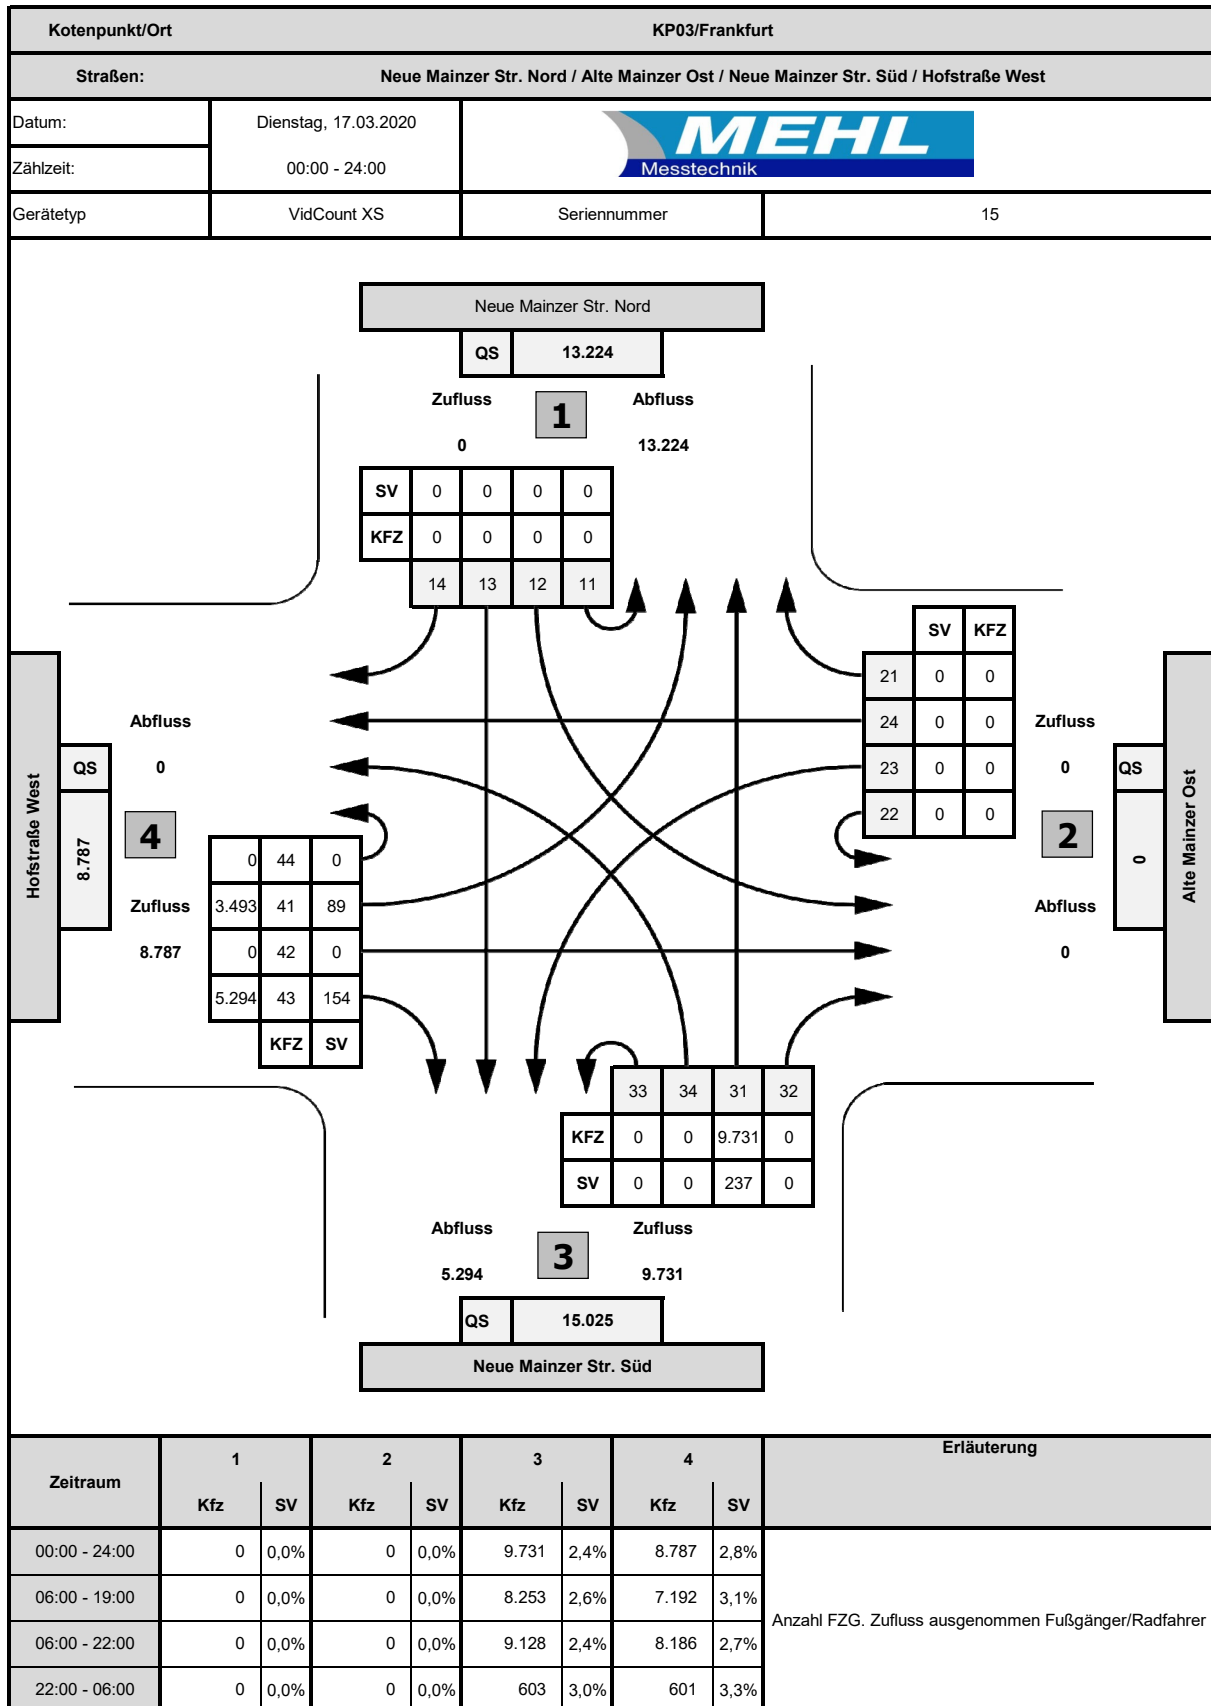 Kotenpunkt/Ort KP03/Frankfurt
Straßen: Neue Mainzer Str. Nord / Alte Mainzer Ost / Neue Mainzer Str. Süd / Hofstraße West
Datum: Dienstag, 17.03.2020
MEHL
Messtechnik
Zählzeit: 00:00 - 24:00
Gerätetyp VidCount XS Seriennummer 15
Neue Mainzer Str. Nord
QS 13.224
Zufluss 1 Abfluss
0 13.224
SV 0 0 0 0
KFZ 0 0 0 0
14 13 12 11
SV KFZ
21 0 0
24 0 0
23 0 0
22 0 0
Zufluss
0
2
Abfluss
0
QS
0
Alte Mainzer Ost
Hofstraße West
QS
8.787
Abfluss
0
4
Zufluss
8.787
0 44 0
3.493 41 89
0 42 0
5.294 43 154
KFZ SV
33 34 31 32
KFZ 0 0 9.731 0
SV 0 0 237 0
Abfluss 3 Zufluss
5.294 9.731
QS 15.025
Neue Mainzer Str. Süd
Zeitraum 1 2 3 4 Erläuterung
Kfz SV Kfz SV Kfz SV Kfz SV
00:00 - 24:00 0 0,0% 0 0,0% 9.731 2,4% 8.787 2,8%
06:00 - 19:00 0 0,0% 0 0,0% 8.253 2,6% 7.192 3,1%
Anzahl FZG. Zufluss ausgenommen Fußgänger/Radfahrer
06:00 - 22:00 0 0,0% 0 0,0% 9.128 2,4% 8.186 2,7%
22:00 - 06:00 0 0,0% 0 0,0% 603 3,0% 601 3,3%